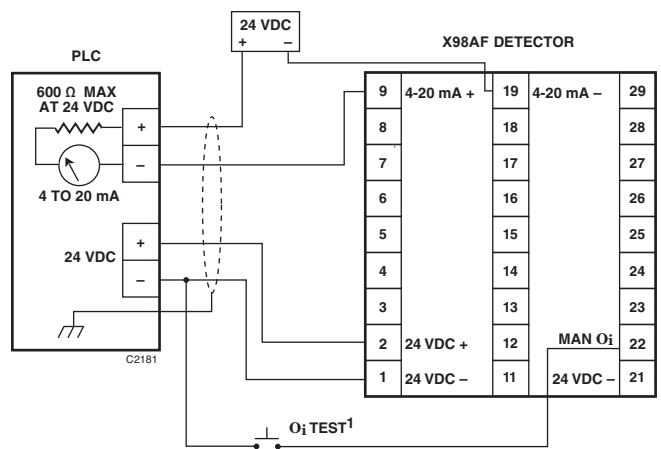 24 VDC
+ –
PLC
X98AF DETECTOR
600 Ω MAX
AT 24 VDC
+
–
4 TO 20 mA
24 VDC
+
–
C2181
9 4-20 mA + 19 4-20 mA – 29
8 18 28
7 17 27
6 16 26
5 15 25
4 14 24
3 13 23
2 24 VDC + 12 MAN Oi 22
1 24 VDC – 11 24 VDC – 21
Oi TEST1